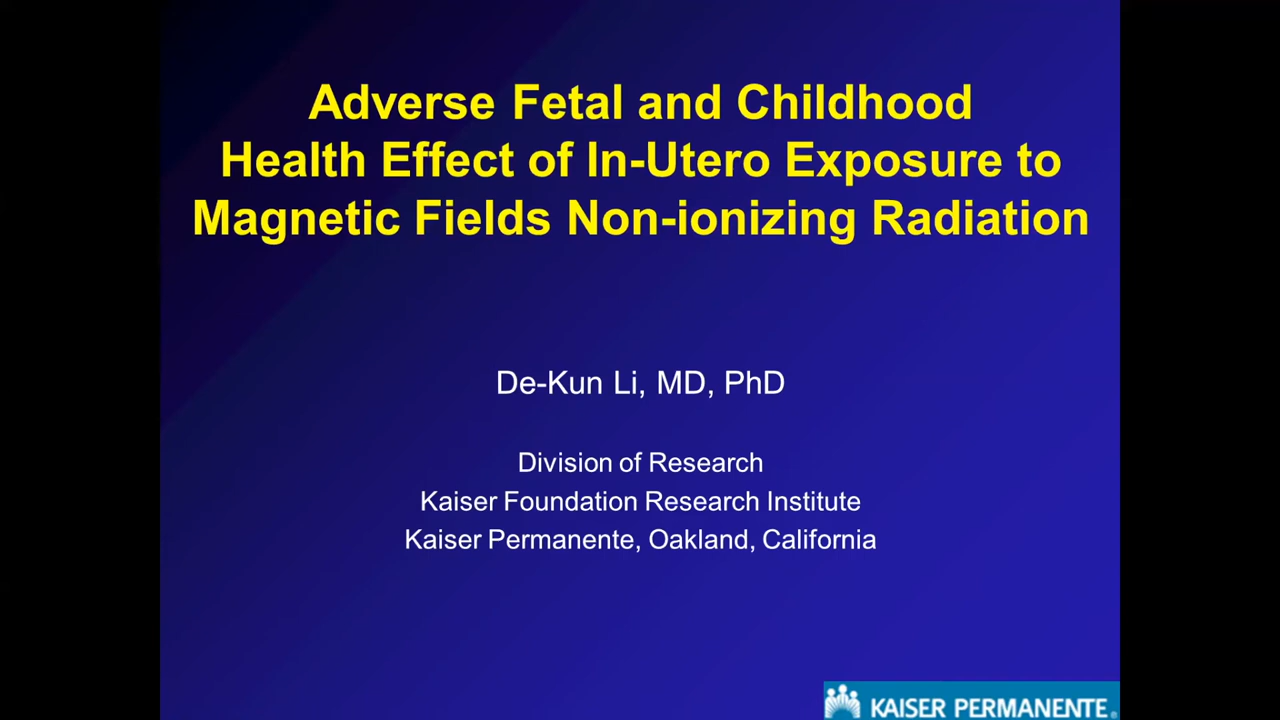 Adverse Fetal and Childhood
Health Effect of In-Utero Exposure to
Magnetic Fields Non-ionizing Radiation
De-Kun Li, MD, PhD
Division of Research
Kaiser Foundation Research Institute
Kaiser Permanente, Oakland, California
KAISER PERMANENTE®